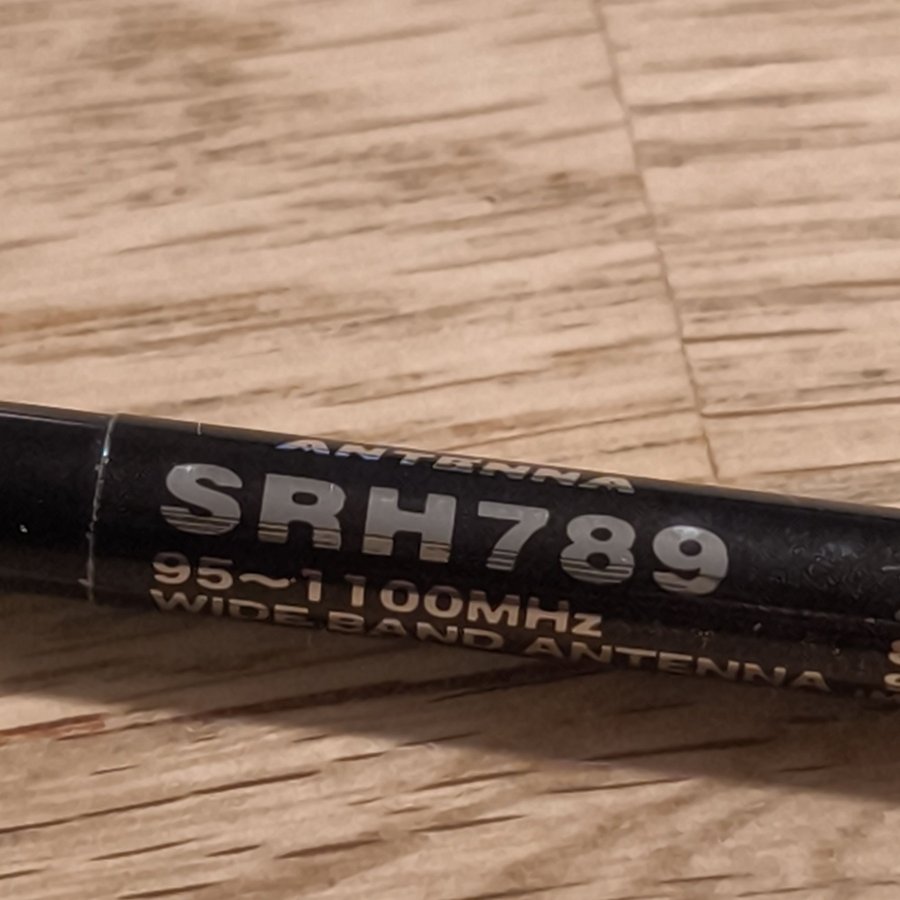 ANTENNA
SRH789
95~1100MHz
WIDE BAND ANTENNA